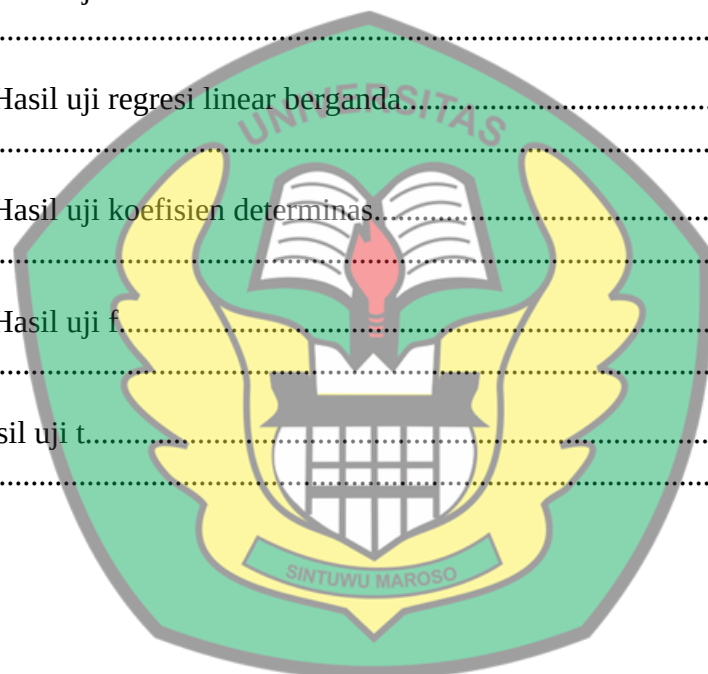 Hasil uji regresi linear berganda
Hasil uji koefisien determinas.
Hasil uji f
sil uji t
UNIVERSITAS
SINTUWU MAROSO